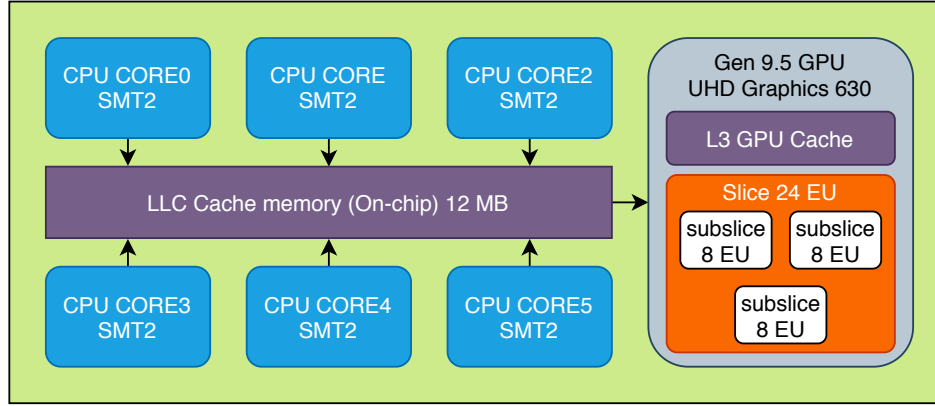 CPU CORE0
SMT2
CPU CORE
SMT2
CPU CORE2
SMT2
LLC Cache memory (On-chip) 12 MB
CPU CORE3
SMT2
CPU CORE4
SMT2
CPU CORE5
SMT2
Gen 9.5 GPU
UHD Graphics 630
L3 GPU Cache
Slice 24 EU
subslice
8 EU
subslice
8 EU
subslice
8 EU